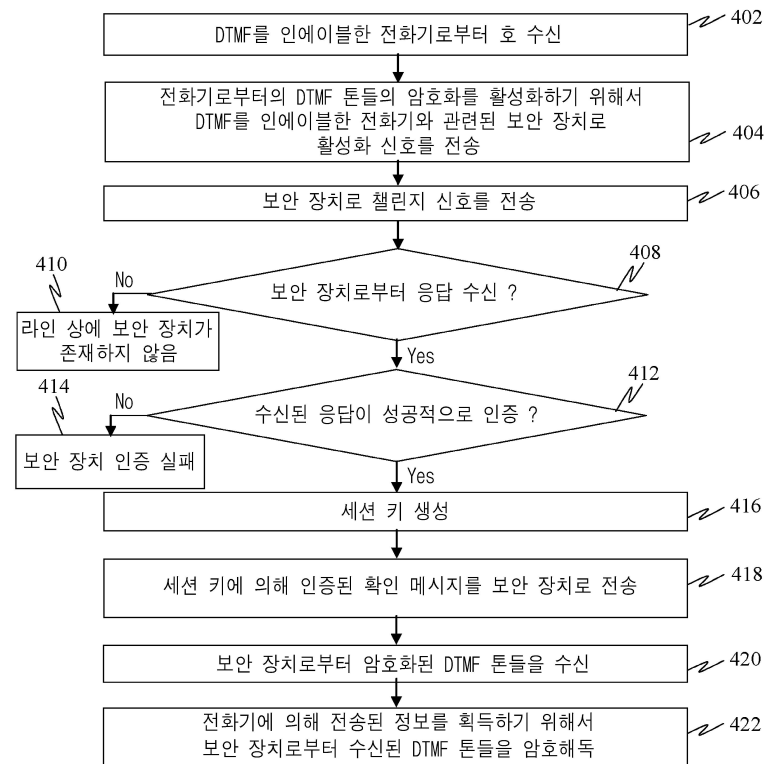 DTMF를 인에이블한 전화기로부터 호 수신
402
전화기로부터의 DTMF 톤들의 암호화를 활성화하기 위해서
DTMF를 인에이블한 전화기와 관련된 보안 장치로
활성화 신호를 전송
404
보안 장치로 챌린지 신호를 전송
406
408
보안 장치로부터 응답 수신 ?
No
410
라인 상에 보안 장치가
존재하지 않음
Yes
412
수신된 응답이 성공적으로 인증 ?
No
414
보안 장치 인증 실패
Yes
세션 키 생성
416
세션 키에 의해 인증된 확인 메시지를 보안 장치로 전송
418
보안 장치로부터 암호화된 DTMF 톤들을 수신
420
전화기에 의해 전송된 정보를 획득하기 위해서
보안 장치로부터 수신된 DTMF 톤들을 암호해독
422